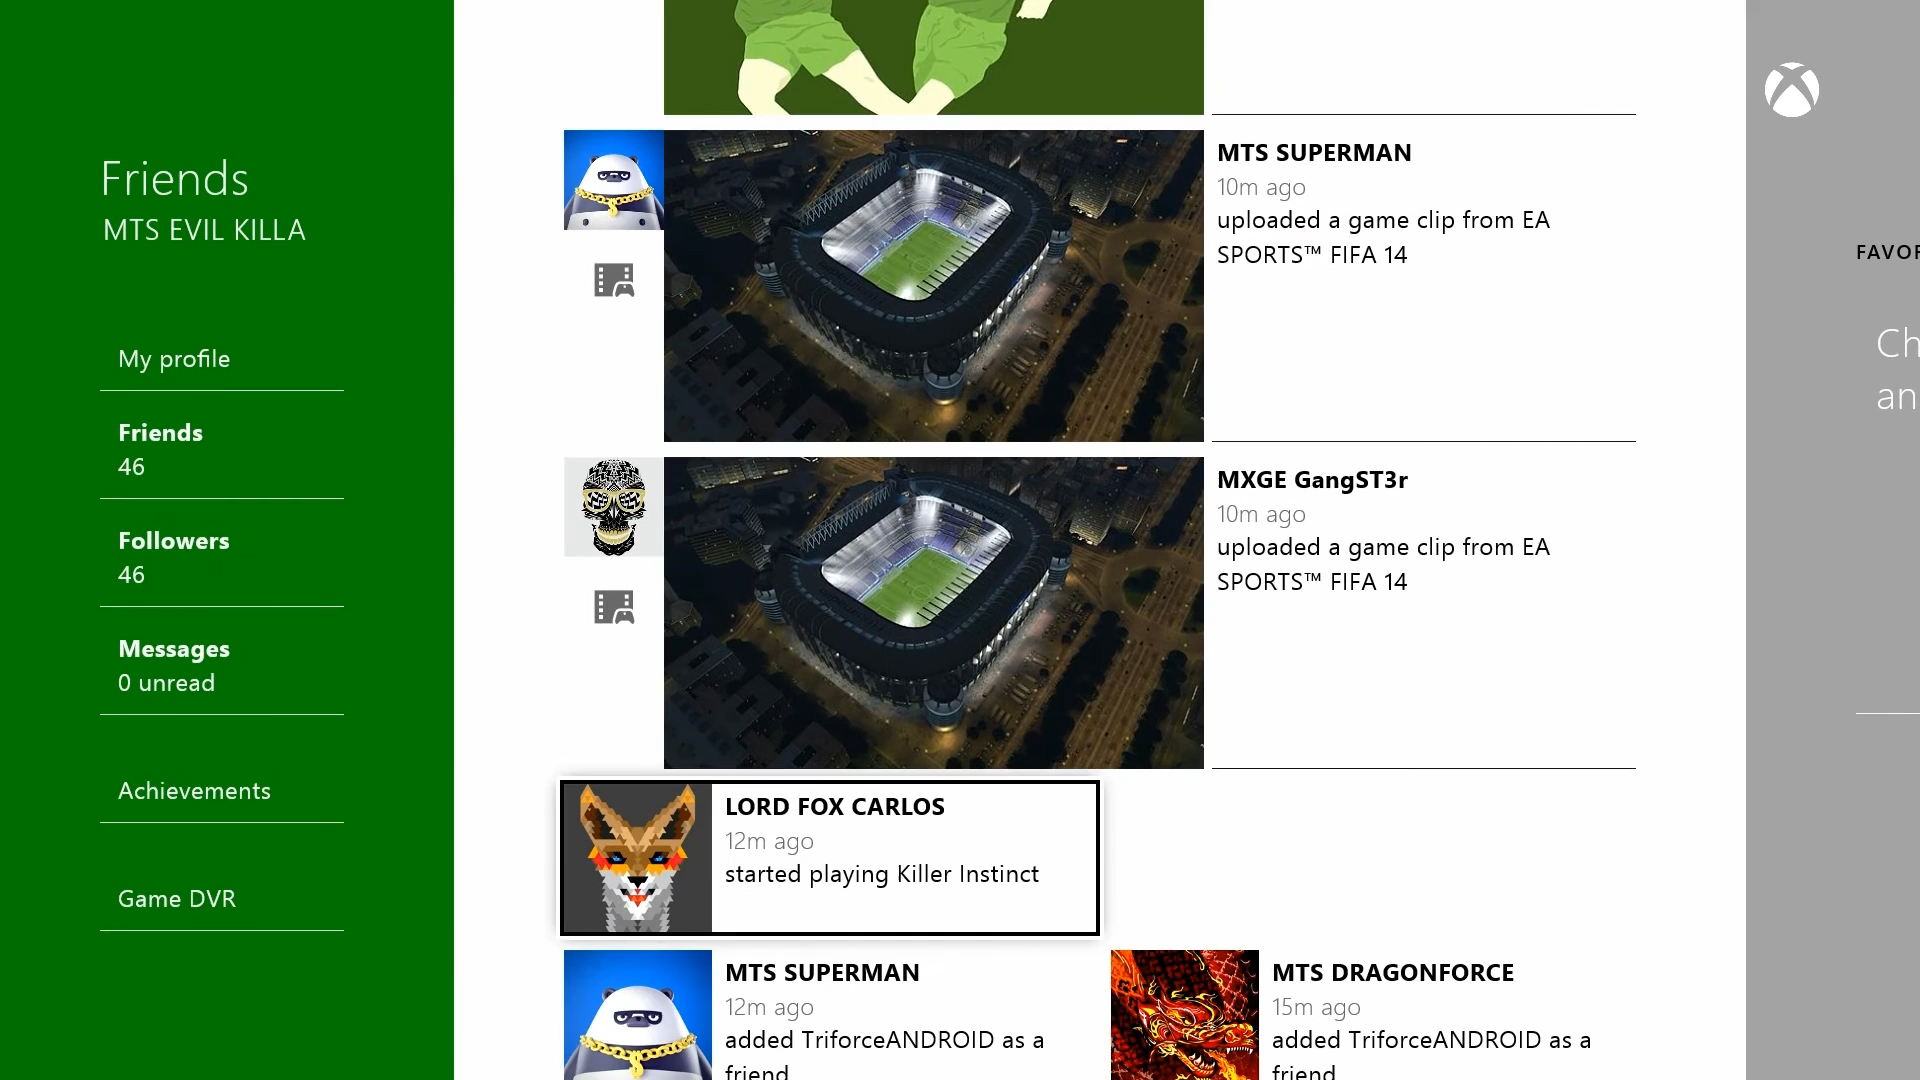 Friends
MTS EVIL KILLA
My profile
Friends
46
Followers
46
Messages
0 unread
Achievements
Game DVR
MTS SUPERMAN
10m ago
uploaded a game clip from EA
SPORTS™ FIFA 14
MXGE GangST3r
10m ago
uploaded a game clip from EA
SPORTS™ FIFA 14
LORD FOX CARLOS
12m ago
started playing Killer Instinct
MTS SUPERMAN
12m ago
added TriforceANDROID as a
friend
MTS DRAGONFORCE
15m ago
added TriforceANDROID as a
friend
Ch
an